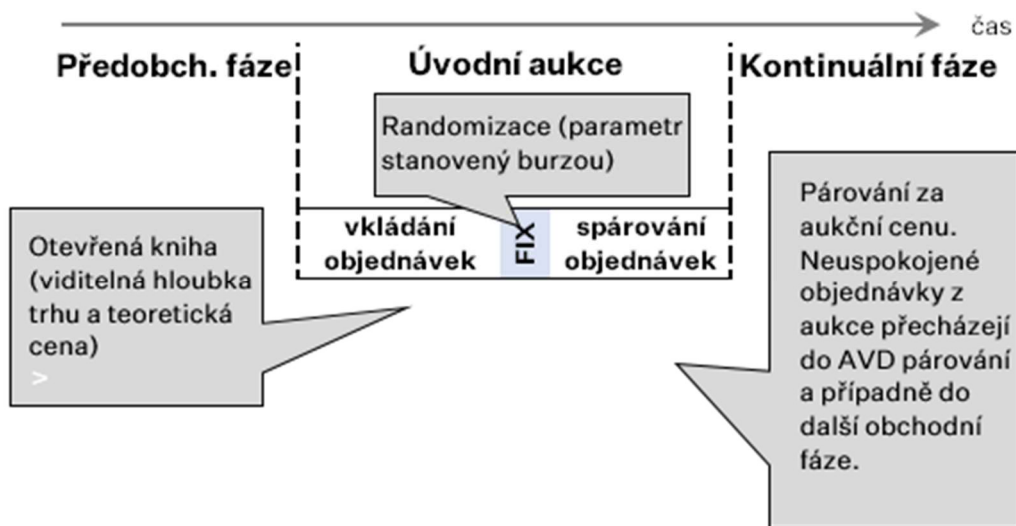 čas
Předobch. fáze
Úvodní aukce
Kontinuální fáze
Randomizace (parametr
stanovený burzou)
vkládání
objednávek
FIX
spárování
objednávek
Otevřená kniha
(viditelná hloubka
trhu a teoretická
cena)
>
Párování za
aukční cenu.
Neuspokojené
objednávky z
aukce přecházejí
do AVD párování
a případně do
další obchodní
fáze.